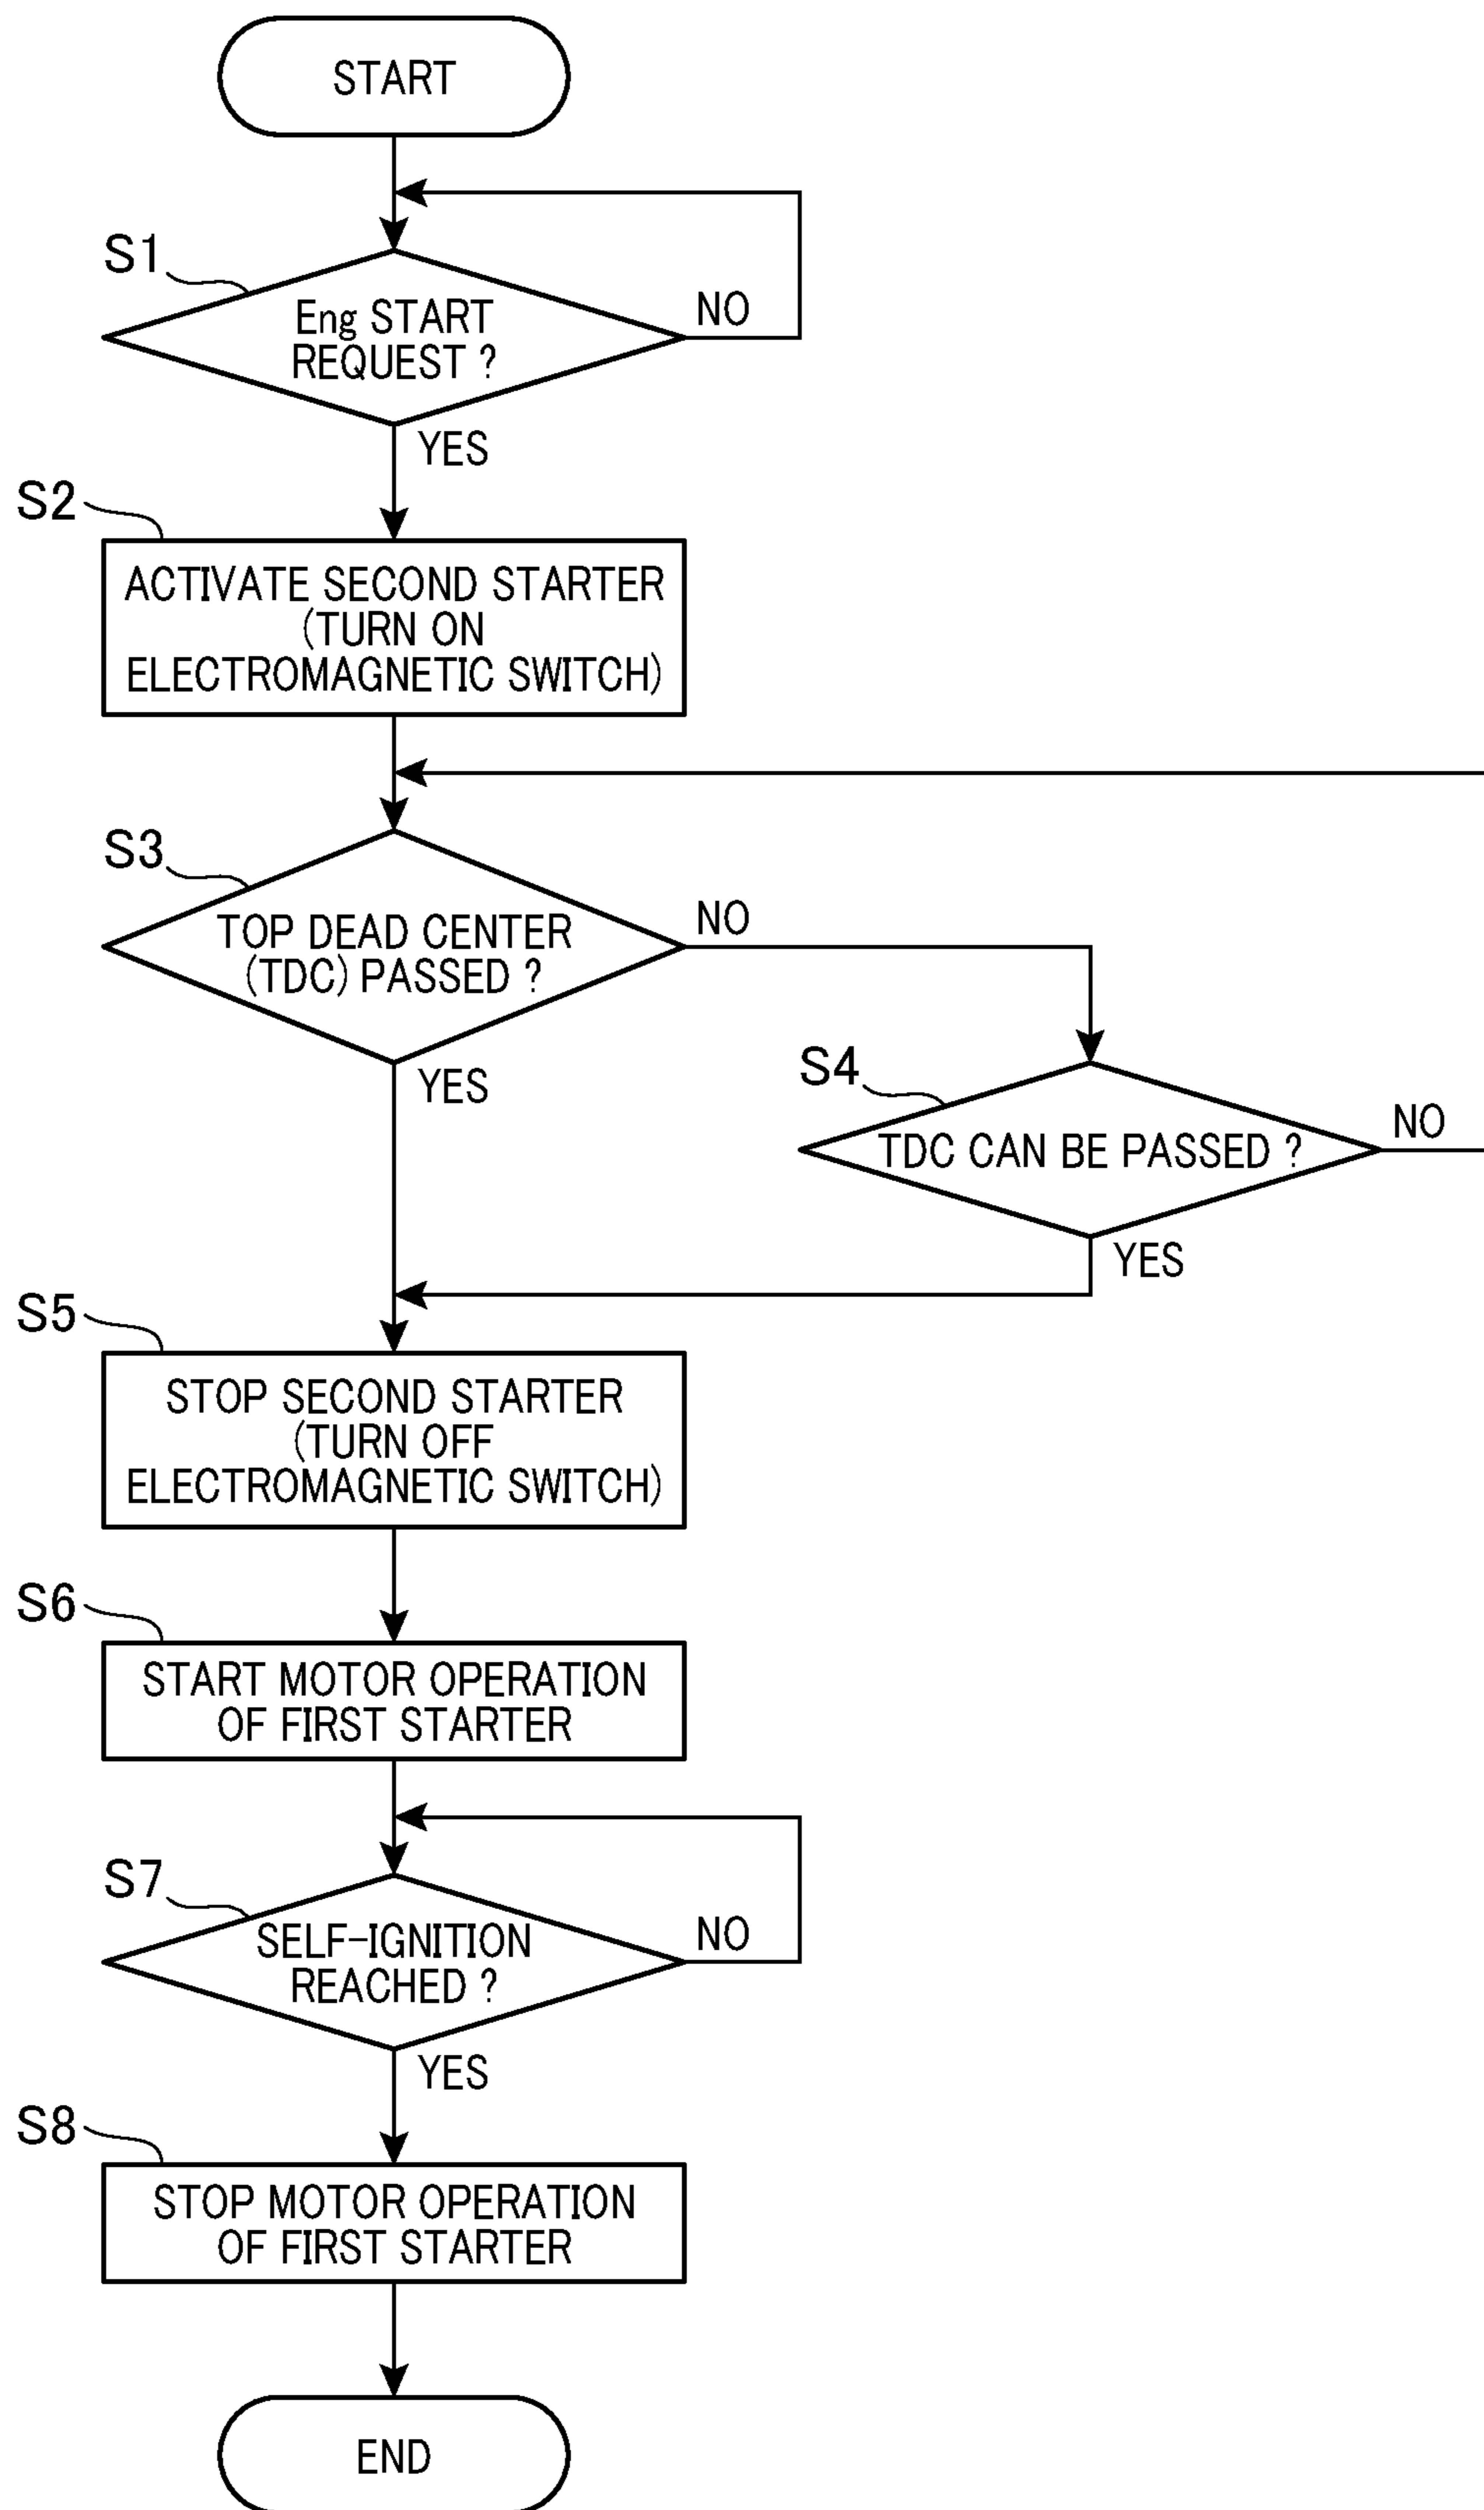 START
S1
Eng START
REQUEST ?
NO
YES
S2
ACTIVATE SECOND STARTER
(TURN ON
ELECTROMAGNETIC SWITCH)
S3
TOP DEAD CENTER
(TDC) PASSED ?
NO
YES
S4
TDC CAN BE PASSED ?
NO
YES
S5
STOP SECOND STARTER
(TURN OFF
ELECTROMAGNETIC SWITCH)
S6
START MOTOR OPERATION
OF FIRST STARTER
S7
SELF-IGNITION
REACHED ?
NO
YES
S8
STOP MOTOR OPERATION
OF FIRST STARTER
END